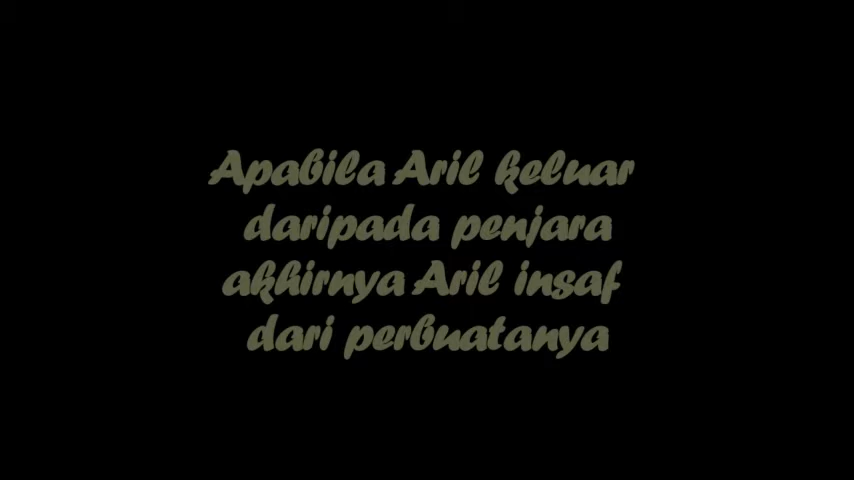 Apabila Aril keluar
daripada penjara
akhirnya Aril insaf
dari perbuatanya